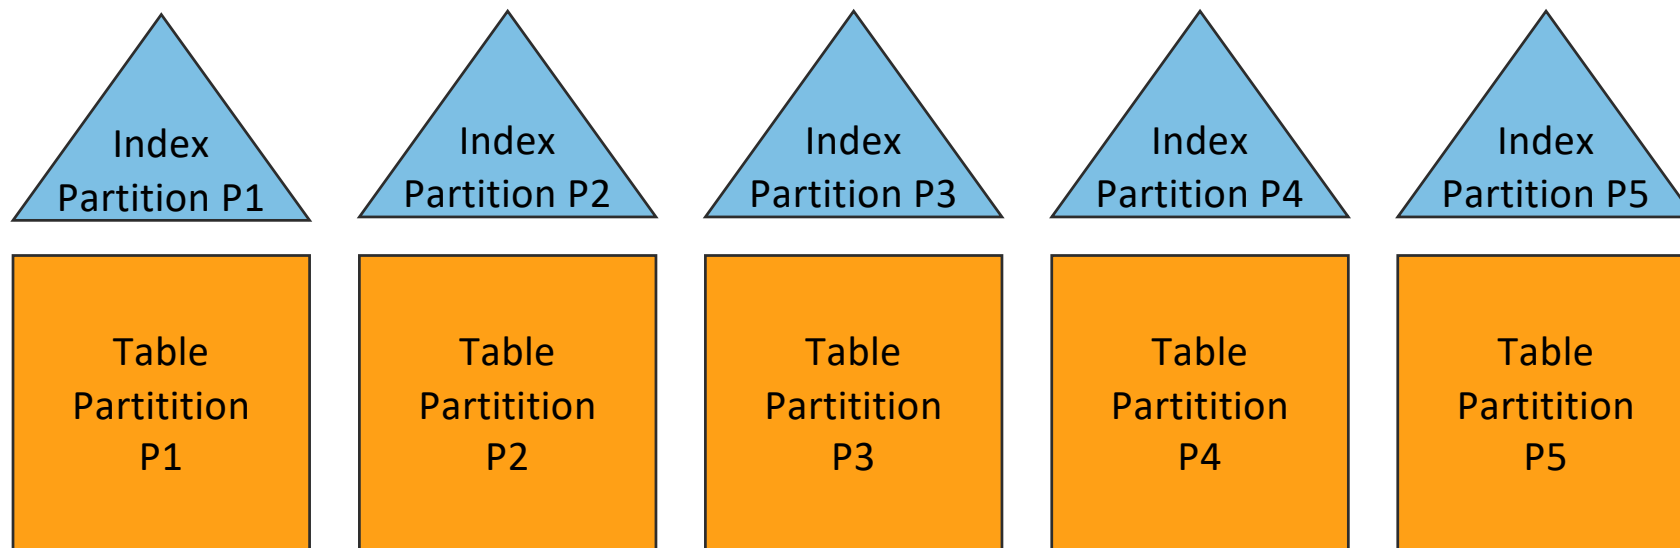 Index
Partition P1
Index
Partition P2
Index
Partition P3
Index
Partition P4
Index
Partition P5
Table
Partitition
P1
Table
Partitition
P2
Table
Partitition
P3
Table
Partitition
P4
Table
Partitition
P5